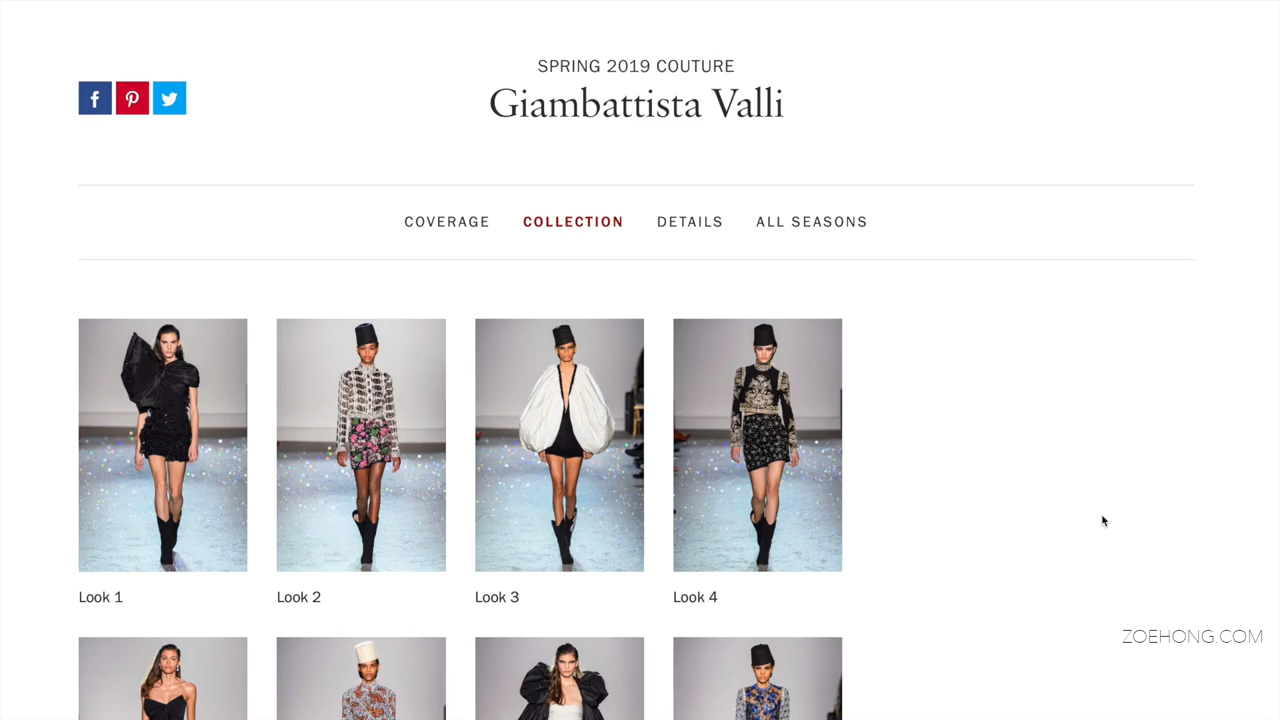 SPRING 2019 COUTURE
Giambattista Valli
COVERAGE COLLECTION DETAILS ALL SEASONS
Look 1 Look 2 Look 3 Look 4
ZOEHONG.COM